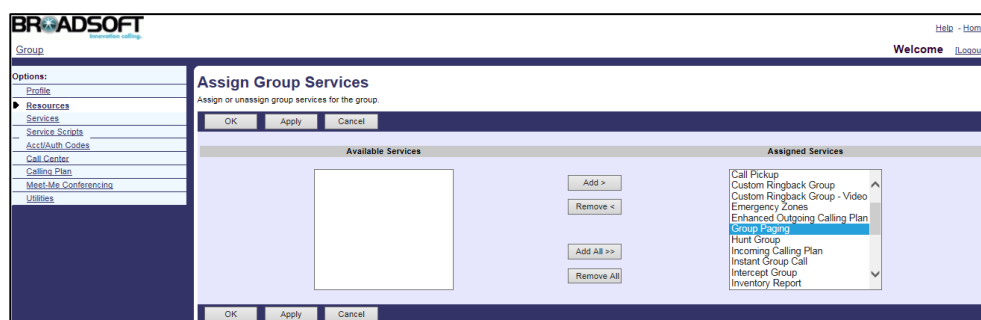 BROADSOFT
innovation calling.
Help - Hom
Group
Welcome [Logou
Options:
Profile
Resources
Services
Service Scripts
Acct/Auth Codes
Call Center
Calling Plan
Meet-Me Conferencing
Utilities
Assign Group Services
Assign or unassign group services for the group.
OK Apply Cancel
Available Services
Assigned Services
Add >
Remove <
Add All >>
Remove All
Call Pickup
Custom Ringback Group
Custom Ringback Group - Video
Emergency Zones
Enhanced Outgoing Calling Plan
Group Paging
Hunt Group
Incoming Calling Plan
Instant Group Call
Intercept Group
Inventory Report
OK Apply Cancel